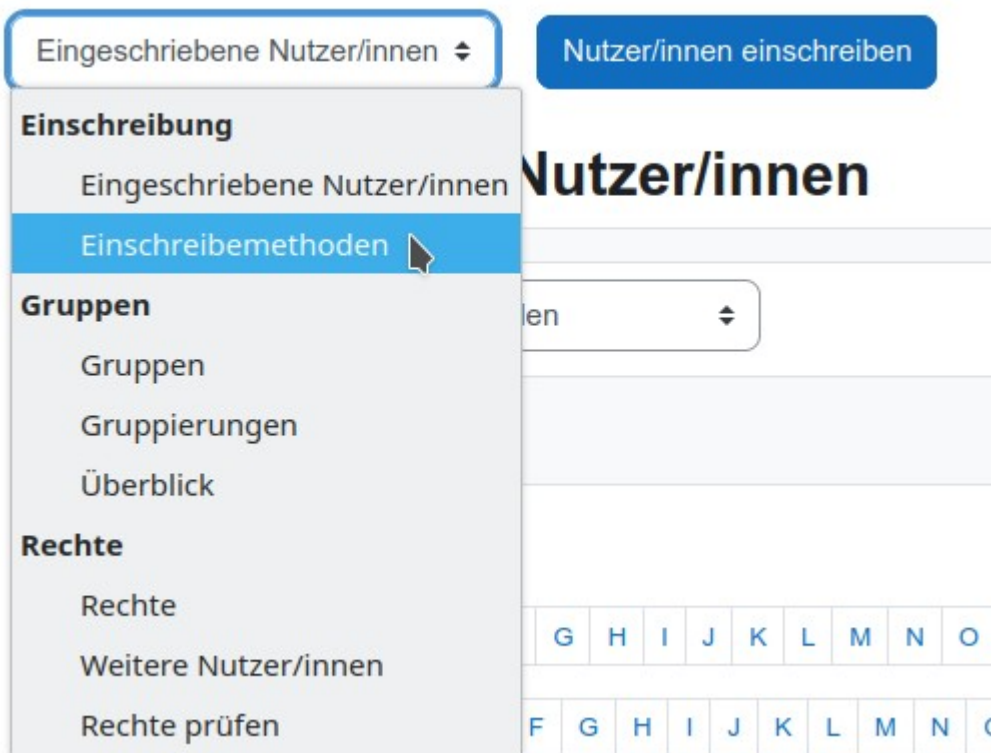 Eingeschriebene Nutzer/innen
Nutzer/innen einschreiben
Einschreibung
Eingeschriebene Nutzer/innen
Nutzer/innen
Einschreibemethoden
Gruppen
len
Gruppen
Gruppierungen
Überblick
Rechte
Rechte
G H I J K L M N O
Weitere Nutzer/innen
Rechte prüfen
F G H I J K L M N